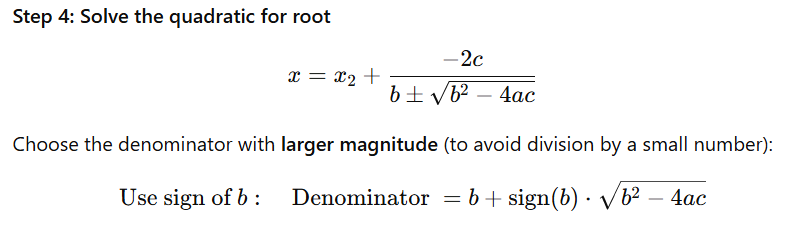 Step 4: Solve the quadratic for root
x = x₂ + −2c / b ± √b² − 4ac
Choose the denominator with larger magnitude (to avoid division by a small number):
Use sign of b : Denominator = b + sign(b) · √b² − 4ac